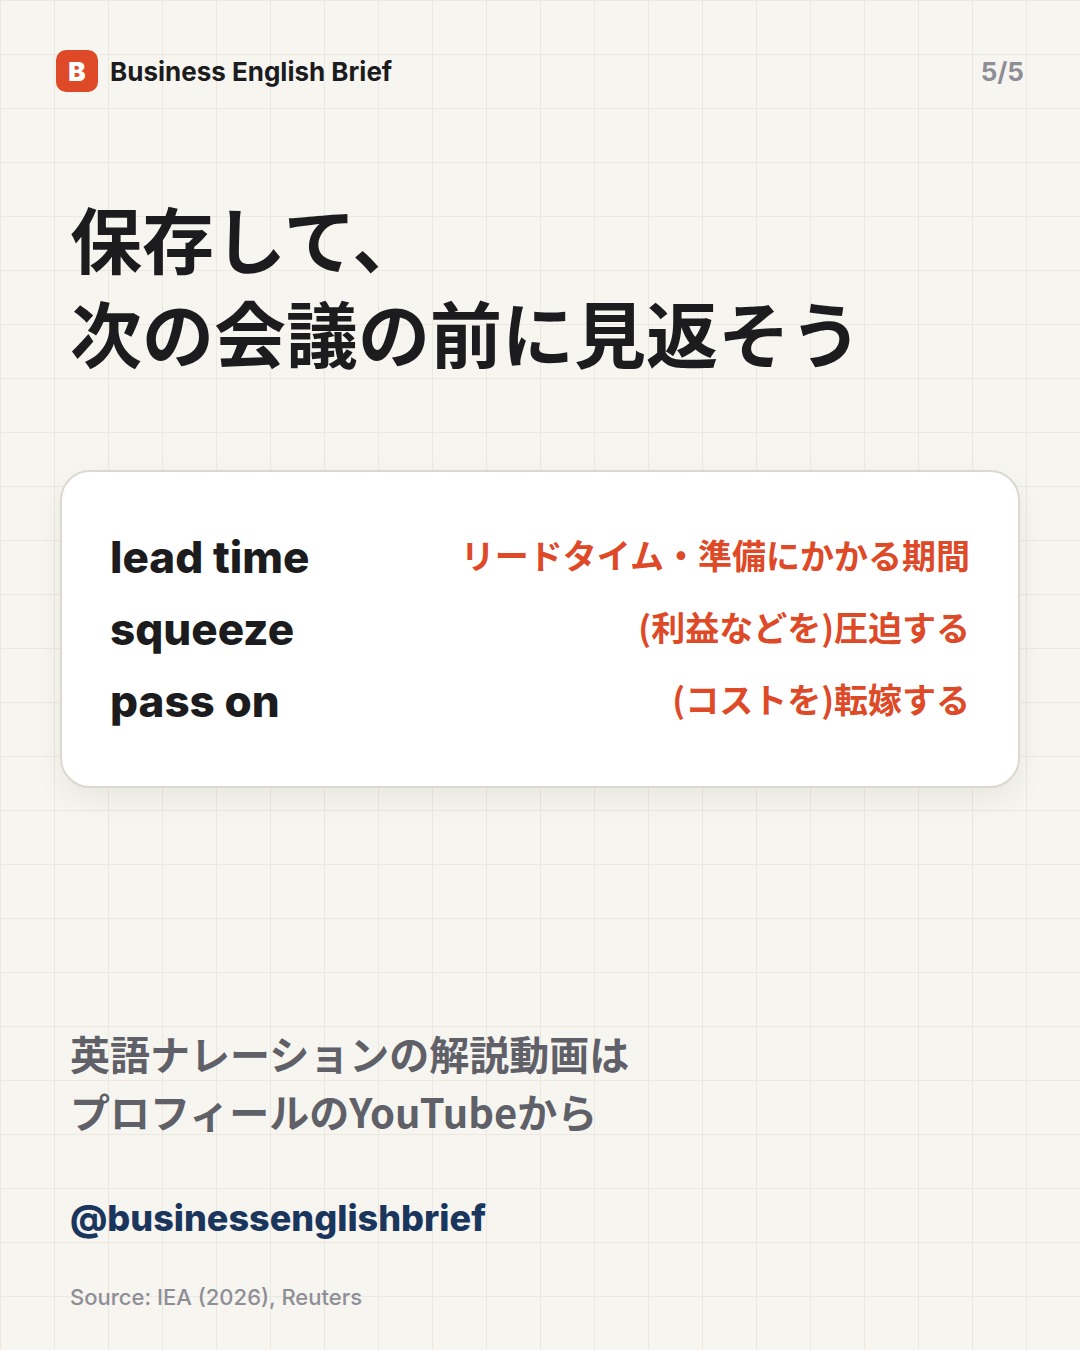 B Business English Brief 5/5
保存して、
次の会議の前に見返そう
lead time リードタイム・準備にかかる期間
squeeze (利益などを)圧迫する
pass on (コストを)転嫁する
英語ナレーションの解説動画は
プロフィールのYouTubeから
@businessenglishbrief
Source: IEA (2026), Reuters